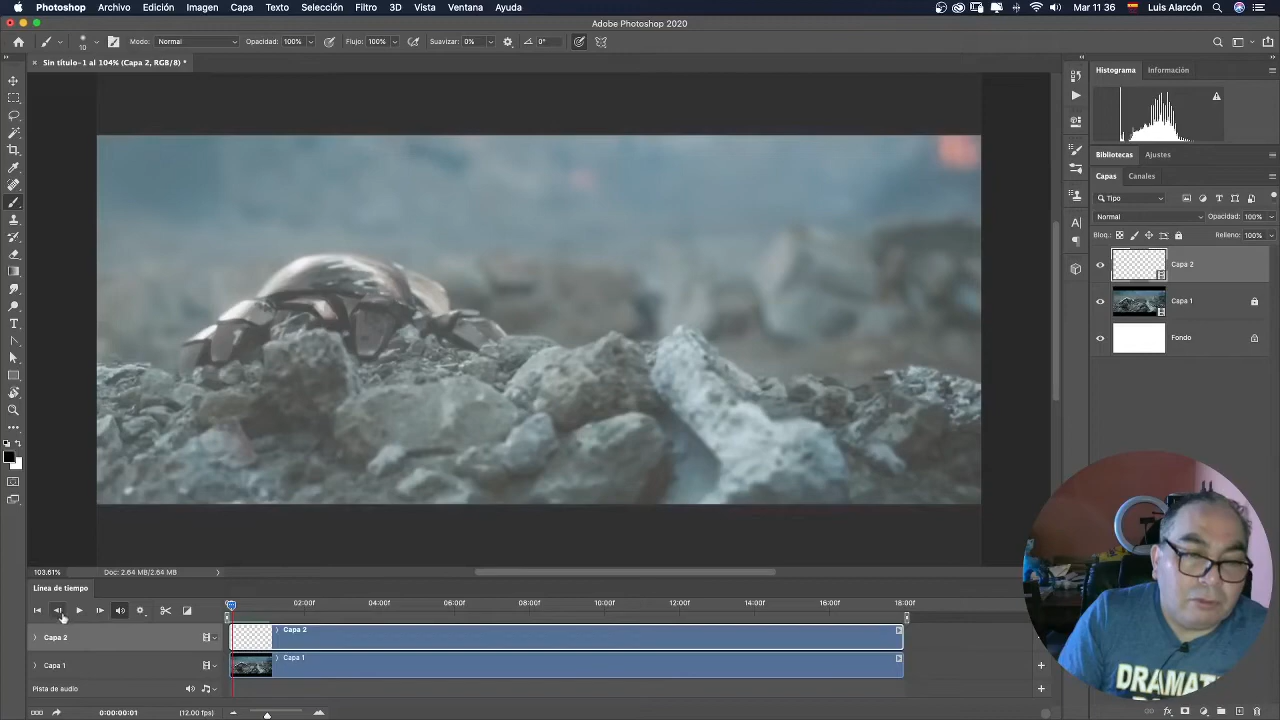 Photoshop Archivo Edición Imagen Capa Texto Selección Filtro 3D Vista Ventana Ayuda Mar 11 36 Luis Alarcón
Adobe Photoshop 2020
10 Modo: Normal Opacidad: 100% Flujo: 100% Suavizar: 0% 0°
Sin título-1 al 104% (Capa 2, RGB/8) *
Histograma Información
Bibliotecas Ajustes
Capas Canales
Tipo
Normal Opacidad: 100%
Bloq.: Relleno: 100%
Capa 2
Capa 1
Fondo
103.61% Doc: 2.64 MB/2.64 MB
Línea de tiempo
02:00f 04:00f 06:00f 08:00f 10:00f 12:00f 14:00f 16:00f 18:00f
Capa 2 Capa 2
Capa 1 Capa 1
Pista de audio
0:00:00:01 (12.00 fps)
DRAMATI